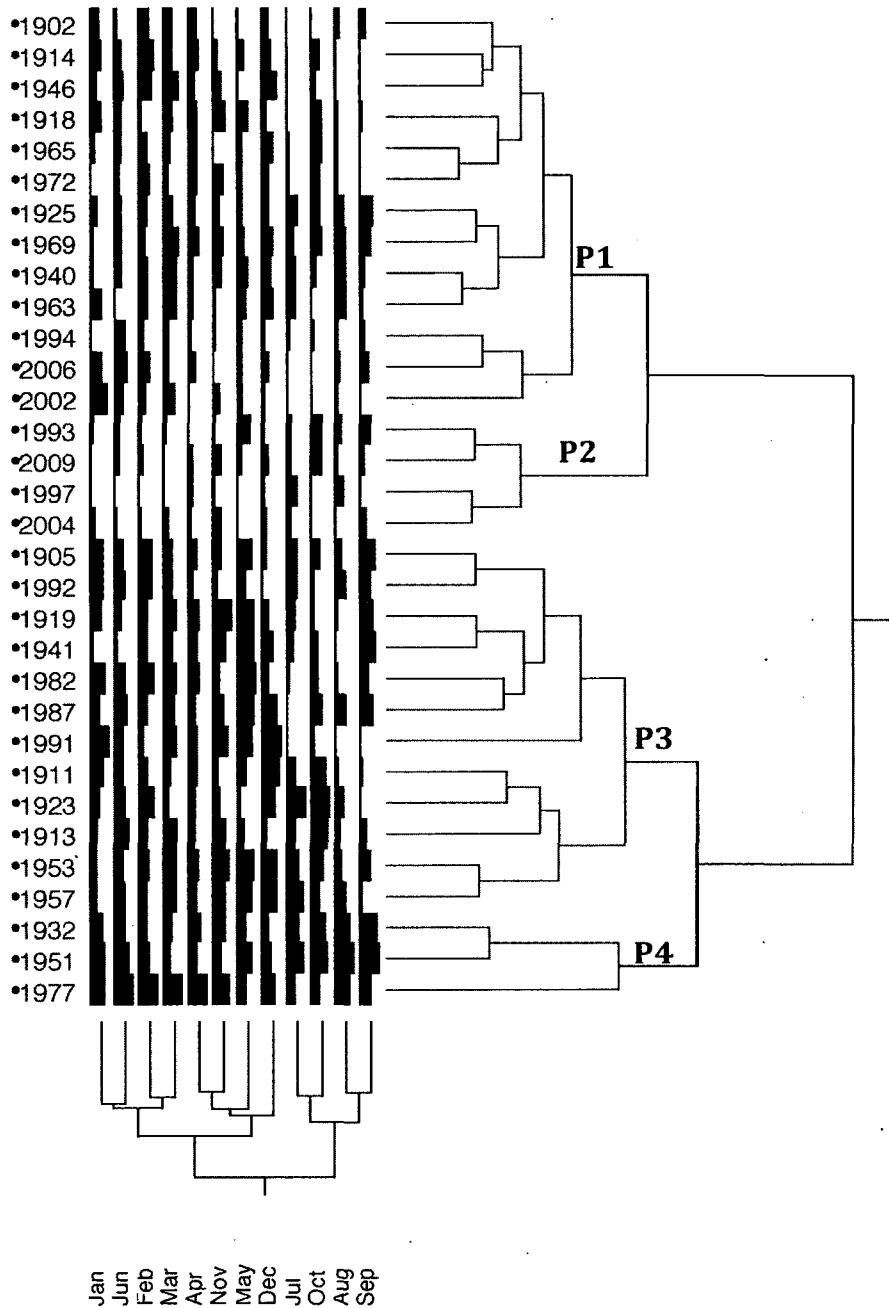 •1902
•1914
•1946
•1918
•1965
•1972
•1925
•1969
•1940
•1963
•1994
•2006
•2002
•1993
•2009
•1997
•2004
•1905
•1992
•1919
•1941
•1982
•1987
•1991
•1911
•1923
•1913
•1953
•1957
•1932
•1951
•1977
P1
P2
P3
P4
Jan
Jun
Feb
Mar
Apr
Nov
May
Dec
Jul
Oct
Aug
Sep